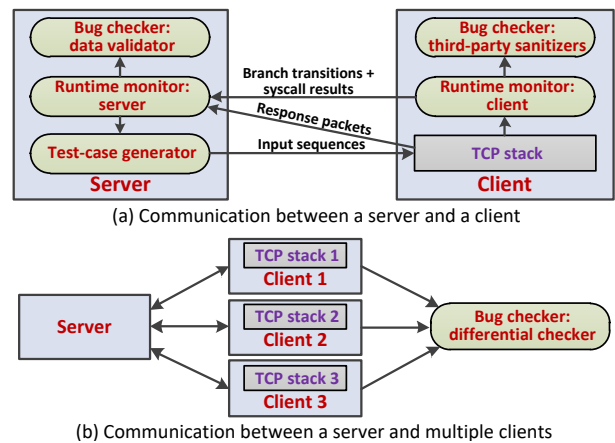 Bug checker:
data validator
Runtime monitor:
server
Test-case generator
Server
Branch transitions +
syscall results
Response packets
Input sequences
Bug checker:
third-party sanitizers
Runtime monitor:
client
TCP stack
Client
(a) Communication between a server and a client
Server
TCP stack 1
Client 1
TCP stack 2
Client 2
TCP stack 3
Client 3
Bug checker:
differential checker
(b) Communication between a server and multiple clients